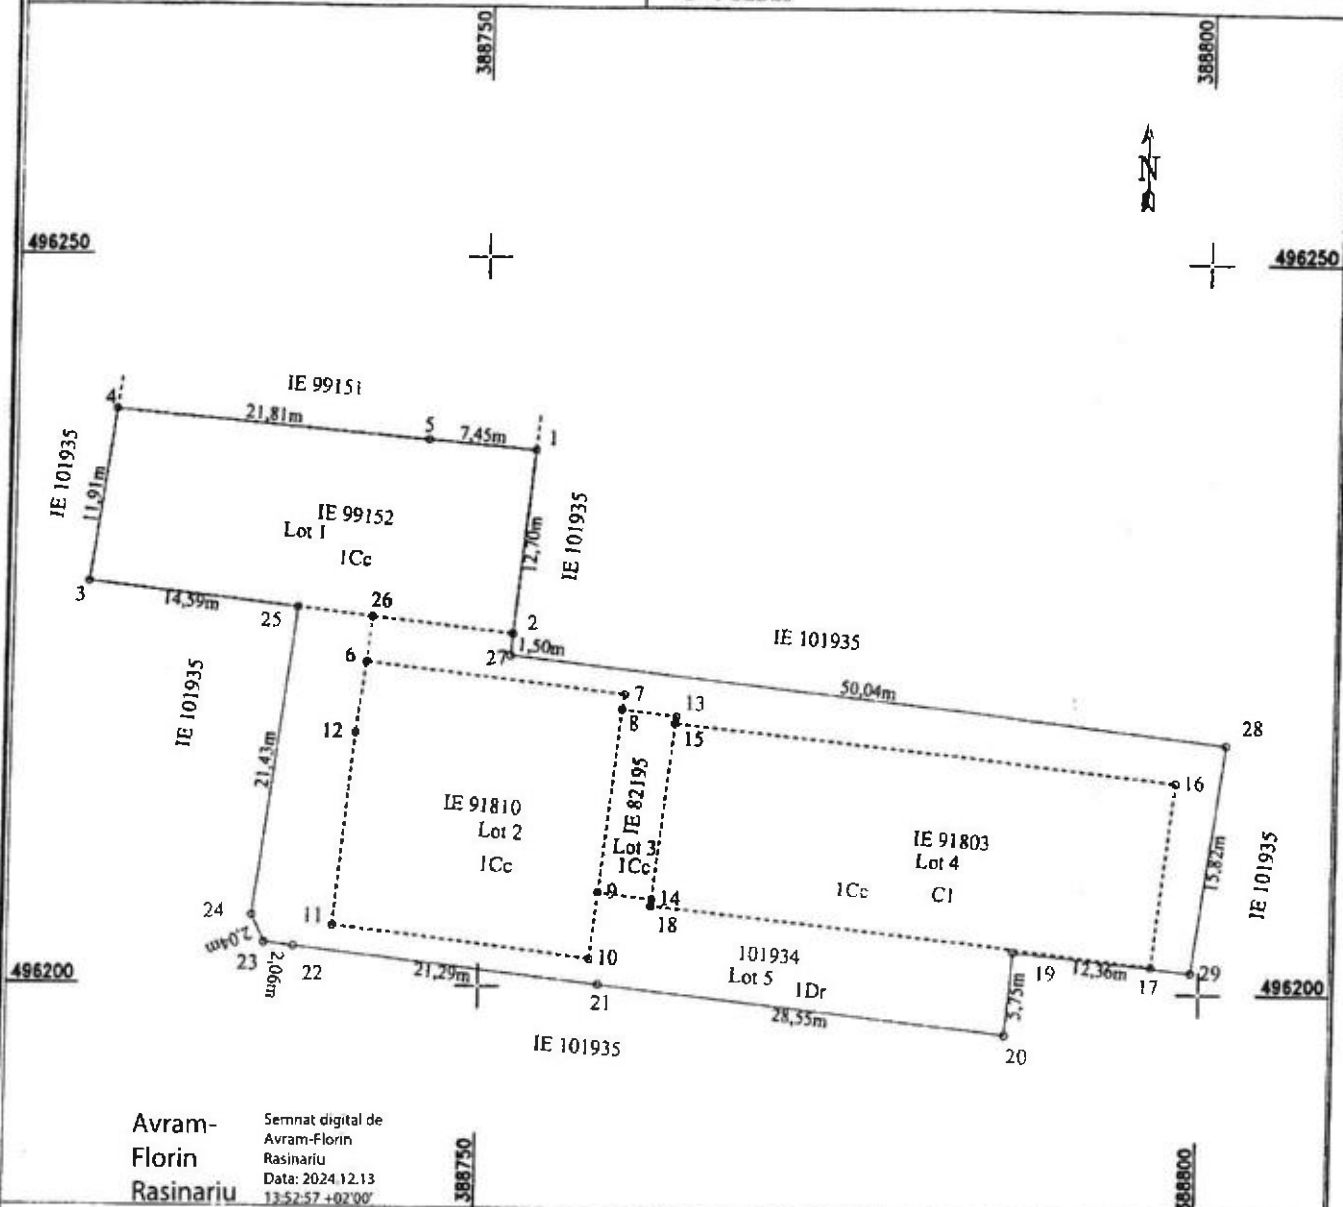 388750
388800
N
496250
496250
IE 99151
4
21,81m
5
7,45m
1
IE 101935
11,91m
IE 99152
Lot 1
1Cc
12,70m
IE 101935
3
14,59m
25
26
2
1,50m
27
IE 101935
50,04m
28
6
7
13
8
15
12
16
IE 101935
21,43m
IE 91810
Lot 2
1Cc
IE 82195
Lot 3
1Cc
IE 91803
Lot 4
1Cc
C1
15,82m
IE 101935
9
14
18
24
11
2,04m
23
2,06m
22
21,29m
10
21
101934
Lot 5
1Dr
28,55m
19
12,36m
17
29
5,75m
20
496200
496200
IE 101935
Avram-
Florin
Rasinariu
Semnat digital de
Avram-Florin
Rasinariu
Data: 2024.12.13
13:52:57 +02'00'
388750
388800